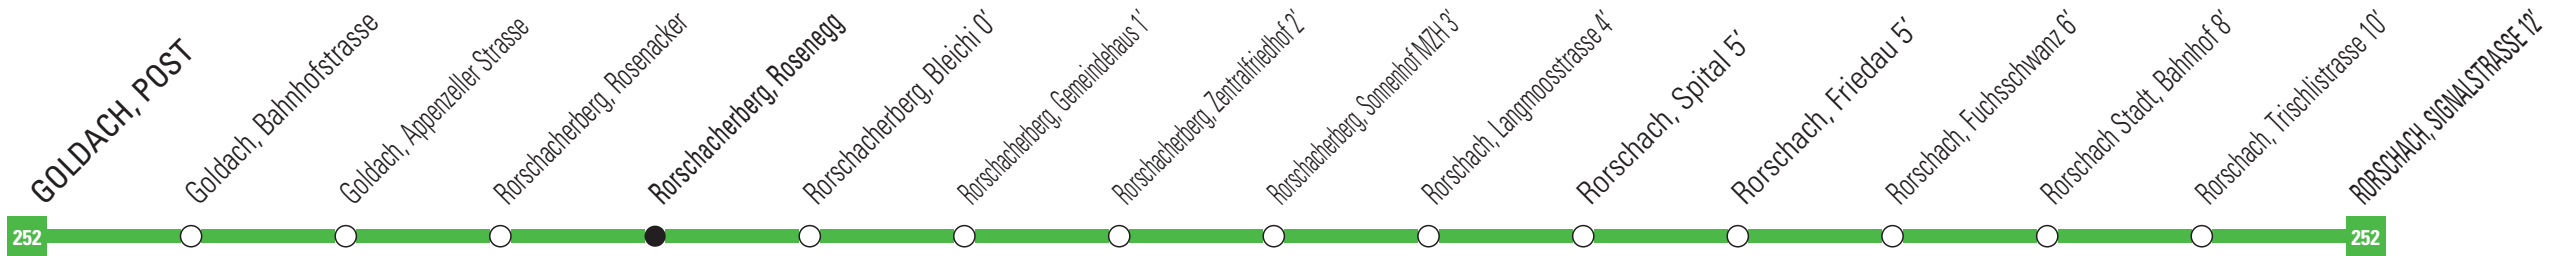 GOLDACH, POST
Goldach, Bahnhofstrasse
Goldach, Appenzeller Strasse
Rorschacherberg, Rosenacker
Rorschacherberg, Rosenegg
Rorschacherberg, Bleichi 0'
Rorschacherberg, Gemeindehaus 1'
Rorschacherberg, Zentralfriedhof 2'
Rorschacherberg, Sonnenhof MZH 3'
Rorschach, Langmoosstrasse 4'
Rorschach, Spital 5'
Rorschach, Friedau 5'
Rorschach, Fuchsschwanz 6'
Rorschach Stadt, Bahnhof 8'
Rorschach, Trischlistrasse 10'
RORSCHACH, SIGNALSTRASSE 12'
252
252